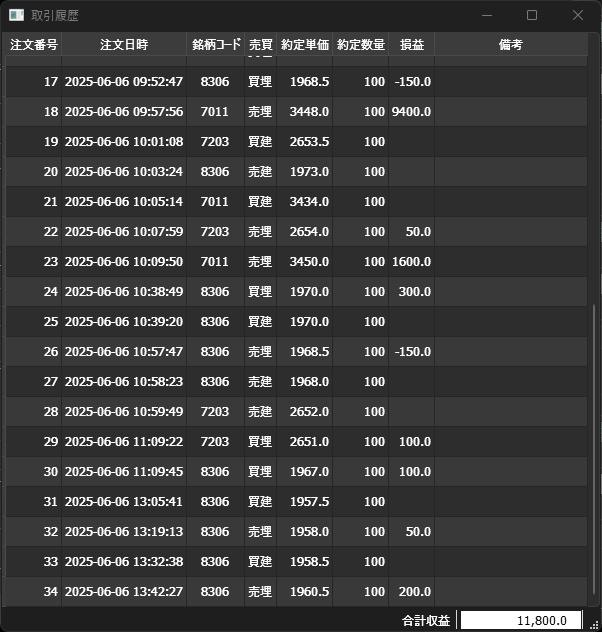 取引履歴
注文番号 注文日時 銘柄コード 売買 約定単価 約定数量 損益 備考
17 2025-06-06 09:52:47 8306 買埋 1968.5 100 -150.0
18 2025-06-06 09:57:56 7011 売埋 3448.0 100 9400.0
19 2025-06-06 10:01:08 7203 買建 2653.5 100
20 2025-06-06 10:03:24 8306 売建 1973.0 100
21 2025-06-06 10:05:14 7011 買建 3434.0 100
22 2025-06-06 10:07:59 7203 売埋 2654.0 100 50.0
23 2025-06-06 10:09:50 7011 売埋 3450.0 100 1600.0
24 2025-06-06 10:38:49 8306 買埋 1970.0 100 300.0
25 2025-06-06 10:39:20 8306 買建 1970.0 100
26 2025-06-06 10:57:47 8306 売埋 1968.5 100 -150.0
27 2025-06-06 10:58:23 8306 売建 1968.0 100
28 2025-06-06 10:59:49 7203 売建 2652.0 100
29 2025-06-06 11:09:22 7203 買埋 2651.0 100 100.0
30 2025-06-06 11:09:45 8306 買埋 1967.0 100 100.0
31 2025-06-06 13:05:41 8306 買建 1957.5 100
32 2025-06-06 13:19:13 8306 売埋 1958.0 100 50.0
33 2025-06-06 13:32:38 8306 買建 1958.5 100
34 2025-06-06 13:42:27 8306 売埋 1960.5 100 200.0
合計収益 11,800.0